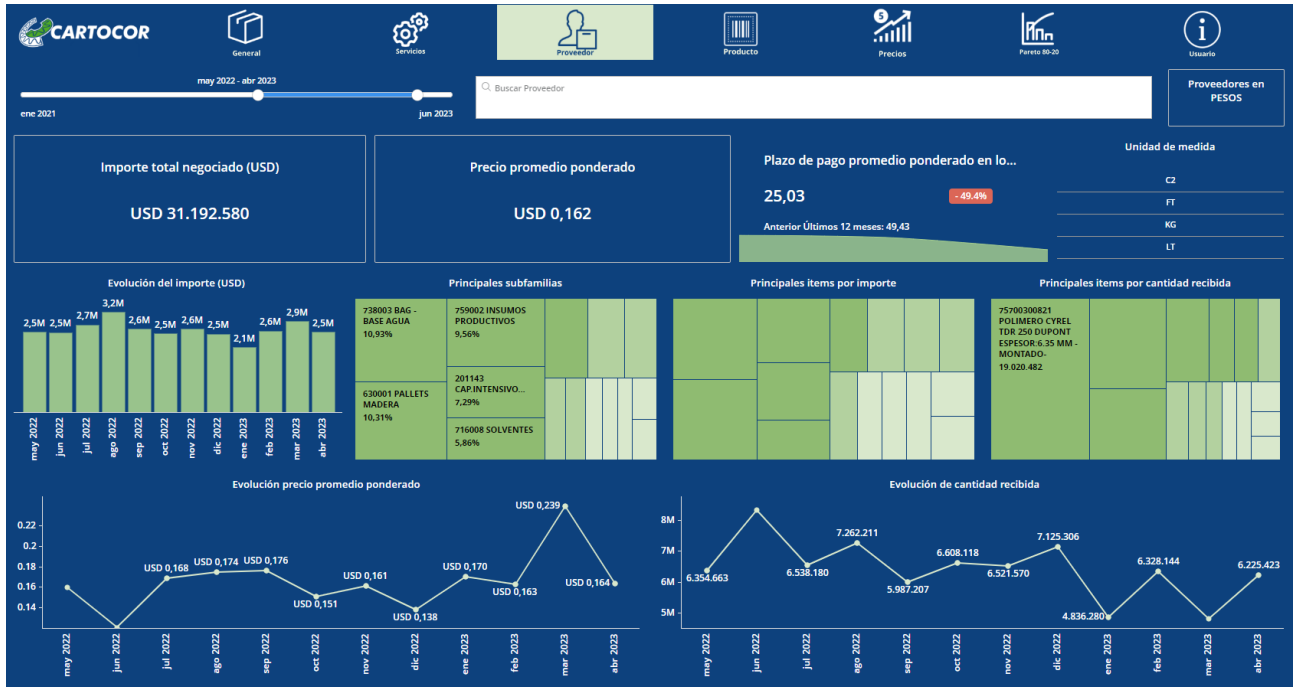 CARTOCOR
General
Servicios
Proveedor
Producto
Precios
Pareto 80-20
Usuario
may 2022 - abr 2023
ene 2021
jun 2023
Buscar Proveedor
Proveedores en
PESOS
Importe total negociado (USD)
USD 31.192.580
Precio promedio ponderado
USD 0,162
Plazo de pago promedio ponderado en lo...
25,03
- 49.4%
Anterior Últimos 12 meses: 49,43
Unidad de medida
C2
FT
KG
LT
Evolución del importe (USD)
2,5M
2,5M
2,7M
3,2M
2,6M
2,5M
2,6M
2,5M
2,1M
2,6M
2,9M
2,5M
may 2022
jun 2022
jul 2022
ago 2022
sep 2022
oct 2022
nov 2022
dic 2022
ene 2023
feb 2023
mar 2023
abr 2023
Principales subfamilias
738003 BAG -
BASE AGUA
10,93%
630001 PALLETS
MADERA
10,31%
759002 INSUMOS
PRODUCTIVOS
9,56%
201143
CAP.INTENSIVO...
7,29%
716008 SOLVENTES
5,86%
Principales items por importe
Principales items por cantidad recibida
75700300821
POLIMERO CYREL
TDR 250 DUPONT
ESPESOR:6.35 MM -
MONTADO-
19.020.482
Evolución precio promedio ponderado
0.22
0.2
0.18
0.16
0.14
USD 0,168
USD 0,174
USD 0,176
USD 0,151
USD 0,161
USD 0,138
USD 0,170
USD 0,163
USD 0,239
USD 0,164
may 2022
jun 2022
jul 2022
ago 2022
sep 2022
oct 2022
nov 2022
dic 2022
ene 2023
feb 2023
mar 2023
abr 2023
Evolución de cantidad recibida
8M
7M
6M
5M
6.354.663
6.538.180
7.262.211
5.987.207
6.608.118
6.521.570
7.125.306
4.836.280
6.328.144
6.225.423
may 2022
jun 2022
jul 2022
ago 2022
sep 2022
oct 2022
nov 2022
dic 2022
ene 2023
feb 2023
mar 2023
abr 2023